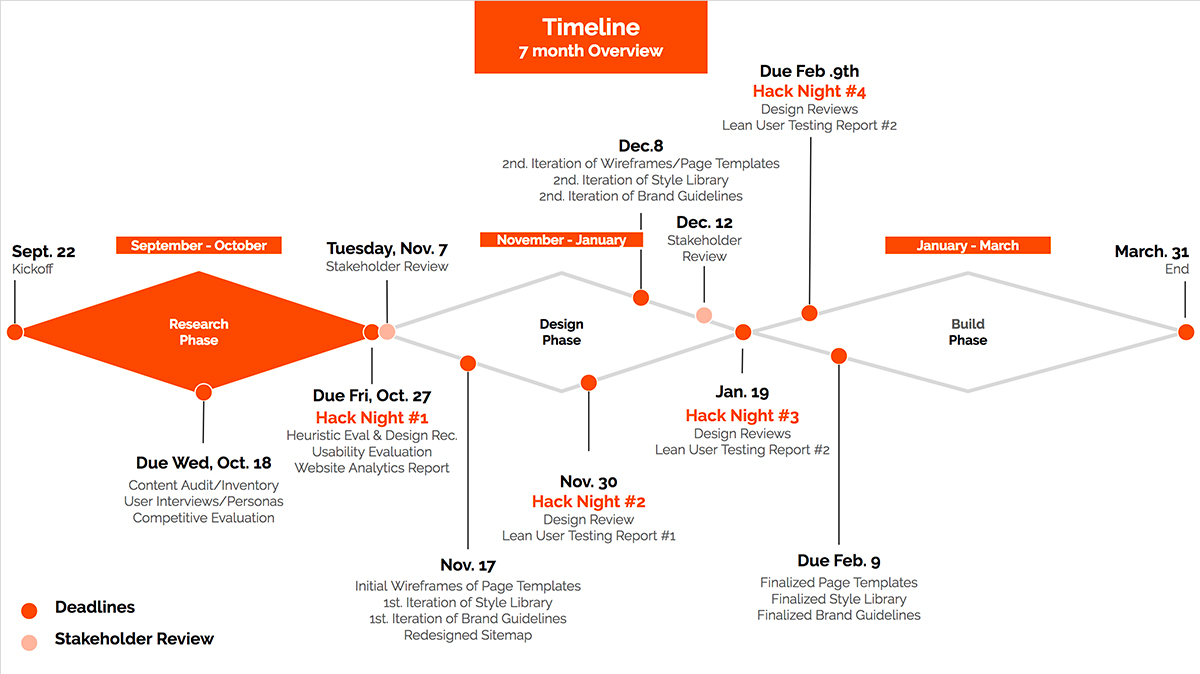 Timeline
7 month Overview
Sept. 22
Kickoff
September - October
Research
Phase
Due Wed, Oct. 18
Content Audit/Inventory
User Interviews/Personas
Competitive Evaluation
Tuesday, Nov. 7
Stakeholder Review
Due Fri, Oct. 27
Hack Night #1
Heuristic Eval & Design Rec.
Usability Evaluation
Website Analytics Report
November - January
Design
Phase
Nov. 17
Initial Wireframes of Page Templates
1st. Iteration of Style Library
1st. Iteration of Brand Guidelines
Redesigned Sitemap
Nov. 30
Hack Night #2
Design Review
Lean User Testing Report #1
Dec.8
2nd. Iteration of Wireframes/Page Templates
2nd. Iteration of Style Library
2nd. Iteration of Brand Guidelines
Dec. 12
Stakeholder
Review
Jan. 19
Hack Night #3
Design Reviews
Lean User Testing Report #2
Due Feb .9th
Hack Night #4
Design Reviews
Lean User Testing Report #2
January - March
Build
Phase
Due Feb. 9
Finalized Page Templates
Finalized Style Library
Finalized Brand Guidelines
March. 31
End
Deadlines
Stakeholder Review